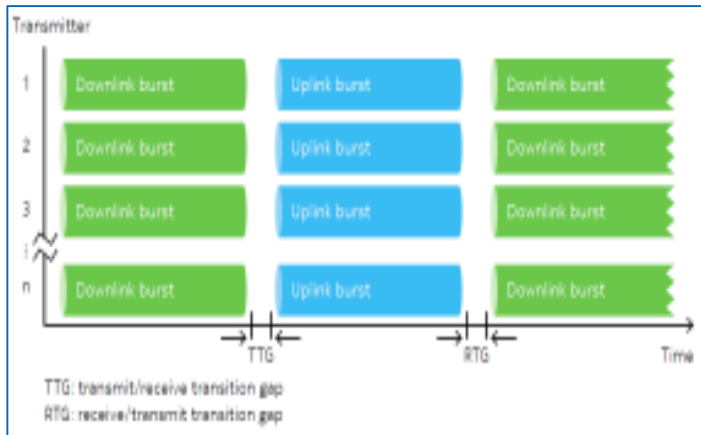 Transmitter
1 Downlink burst Uplink burst Downlink burst
2 Downlink burst Uplink burst Downlink burst
3 Downlink burst Uplink burst Downlink burst
i
n Downlink burst Uplink burst Downlink burst
TTG RTG Time
TTG: transmit/receive transition gap
RTG: receive/transmit transition gap